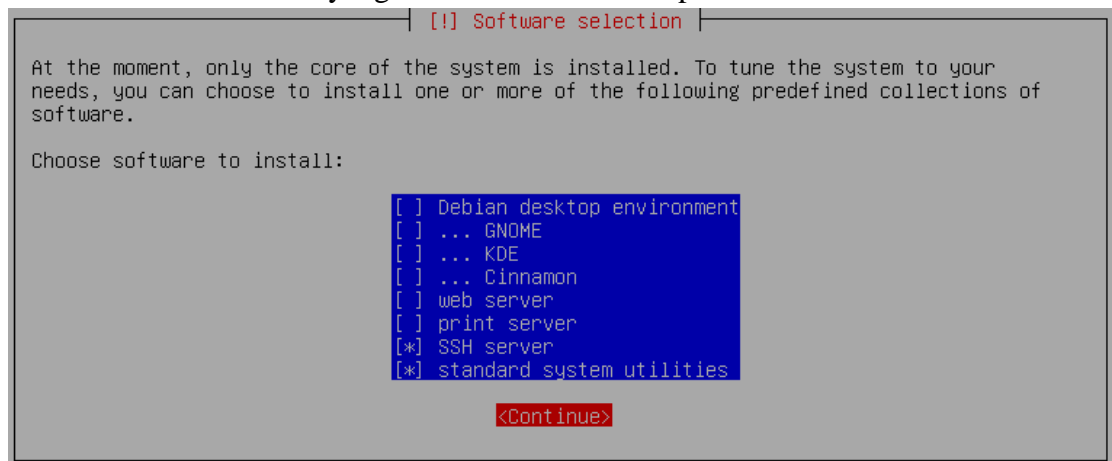 [!] Software selection
At the moment, only the core of the system is installed. To tune the system to your
needs, you can choose to install one or more of the following predefined collections of
software.
Choose software to install:
[ ] Debian desktop environment
[ ] ... GNOME
[ ] ... KDE
[ ] ... Cinnamon
[ ] web server
[ ] print server
[*] SSH server
[*] standard system utilities
<Continue>